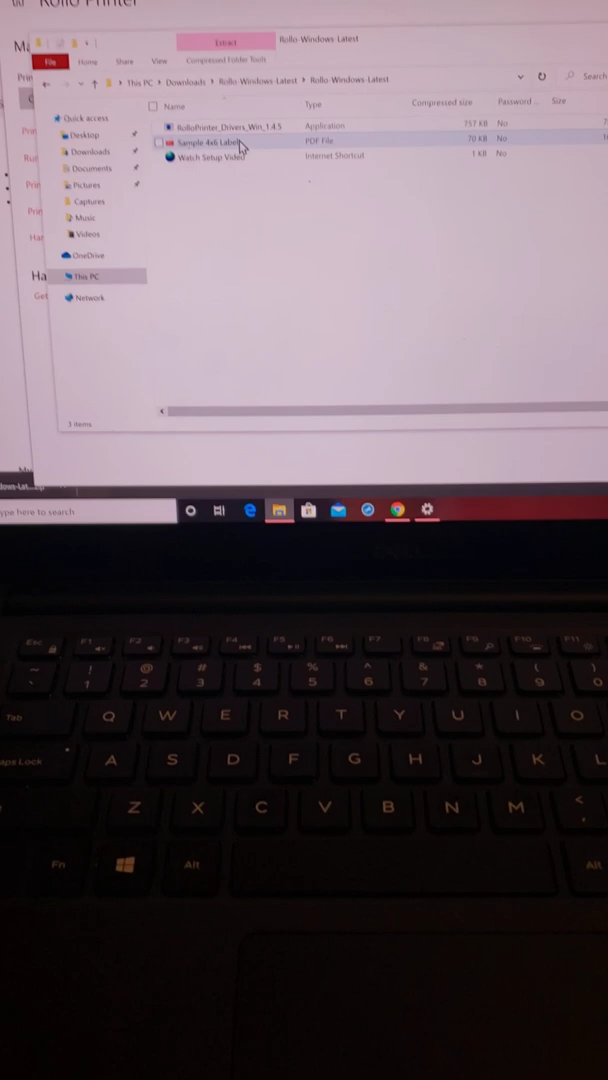 Rollo Printer
Extract
Rollo-Windows-Latest
File
Home
Share
View
Compressed Folder Tools
This PC
Downloads
Rollo-Windows-Latest
Rollo-Windows-Latest
Search
Name
Type
Compressed size
Password ...
Size
RolloPrinter_Drivers_Win_1.4.5
Application
757 KB
No
Sample 4x6 Label
PDF File
70 KB
No
Watch Setup Video
Internet Shortcut
1 KB
No
Quick access
Desktop
Downloads
Documents
Pictures
Captures
Music
Videos
OneDrive
This PC
Network
3 items
ype here to search
Esc
F1
F2
F3
F4
F5
F6
F7
F8
F9
F10
F11
~ ! @ # $ % ^ & * ( )
` 1 2 3 4 5 6 7 8 9 0
Tab Q W E R T Y U I O
aps Lock A S D F G H J K L
Z X C V B N M < ,
Fn
Alt
Alt